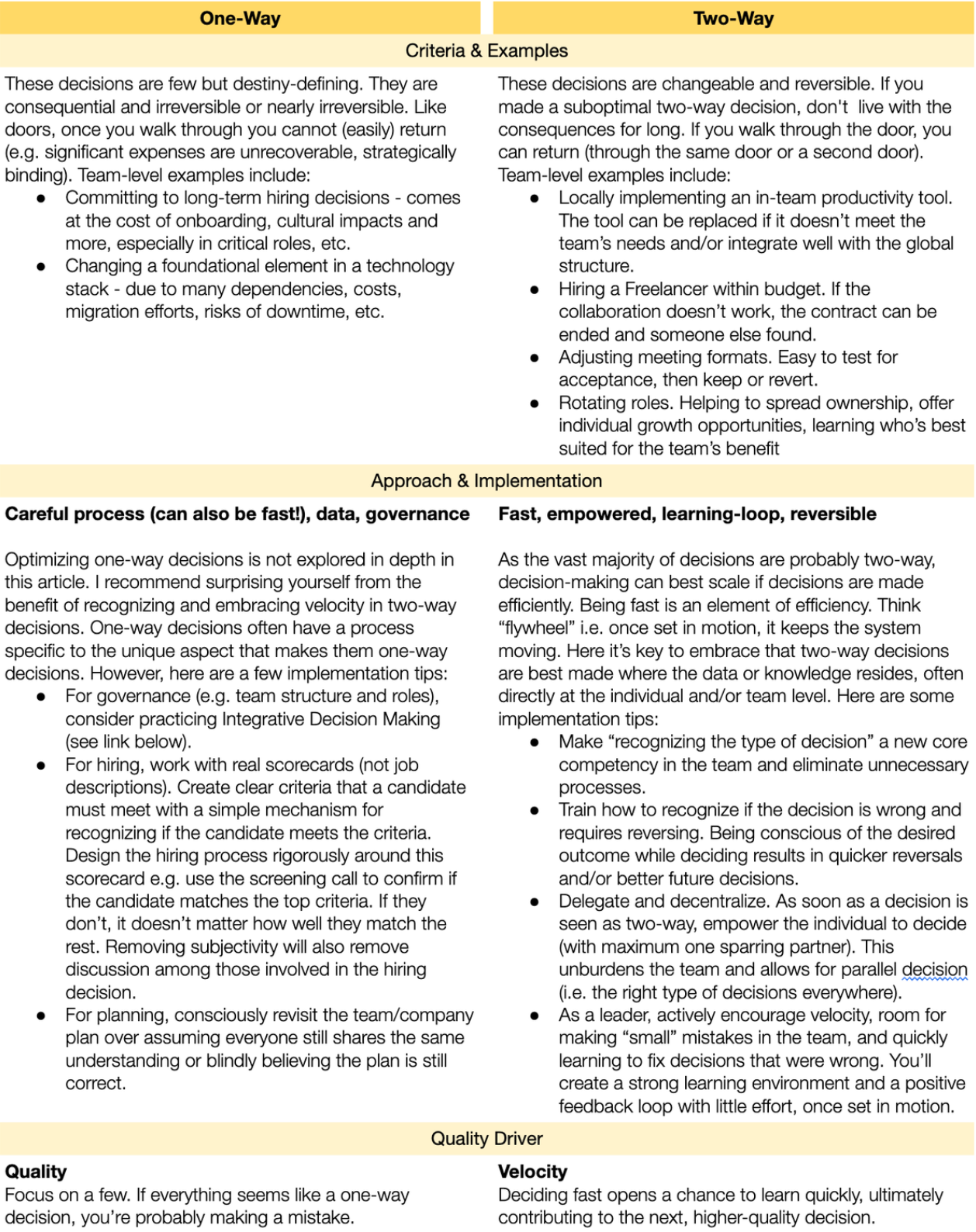 One-Way
Two-Way
Criteria & Examples
These decisions are few but destiny-defining. They are
consequential and irreversible or nearly irreversible. Like
doors, once you walk through you cannot (easily) return
(e.g. significant expenses are unrecoverable, strategically
binding). Team-level examples include:
● Committing to long-term hiring decisions - comes
at the cost of onboarding, cultural impacts and
more, especially in critical roles, etc.
● Changing a foundational element in a technology
stack - due to many dependencies, costs,
migration efforts, risks of downtime, etc.
These decisions are changeable and reversible. If you
made a suboptimal two-way decision, don't  live with the
consequences for long. If you walk through the door, you
can return (through the same door or a second door).
Team-level examples include:
● Locally implementing an in-team productivity tool.
The tool can be replaced if it doesn’t meet the
team’s needs and/or integrate well with the global
structure.
● Hiring a Freelancer within budget. If the
collaboration doesn’t work, the contract can be
ended and someone else found.
● Adjusting meeting formats. Easy to test for
acceptance, then keep or revert.
● Rotating roles. Helping to spread ownership, offer
individual growth opportunities, learning who’s best
suited for the team’s benefit
Approach & Implementation
Careful process (can also be fast!), data, governance
Optimizing one-way decisions is not explored in depth in
this article. I recommend surprising yourself from the
benefit of recognizing and embracing velocity in two-way
decisions. One-way decisions often have a process
specific to the unique aspect that makes them one-way
decisions. However, here are a few implementation tips:
● For governance (e.g. team structure and roles),
consider practicing Integrative Decision Making
(see link below).
● For hiring, work with real scorecards (not job
descriptions). Create clear criteria that a candidate
must meet with a simple mechanism for
recognizing if the candidate meets the criteria.
Design the hiring process rigorously around this
scorecard e.g. use the screening call to confirm if
the candidate matches the top criteria. If they
don’t, it doesn’t matter how well they match the
rest. Removing subjectivity will also remove
discussion among those involved in the hiring
decision.
● For planning, consciously revisit the team/company
plan over assuming everyone still shares the same
understanding or blindly believing the plan is still
correct.
Fast, empowered, learning-loop, reversible
As the vast majority of decisions are probably two-way,
decision-making can best scale if decisions are made
efficiently. Being fast is an element of efficiency. Think
“flywheel” i.e. once set in motion, it keeps the system
moving. Here it’s key to embrace that two-way decisions
are best made where the data or knowledge resides, often
directly at the individual and/or team level. Here are some
implementation tips:
● Make “recognizing the type of decision” a new core
competency in the team and eliminate unnecessary
processes.
● Train how to recognize if the decision is wrong and
requires reversing. Being conscious of the desired
outcome while deciding results in quicker reversals
and/or better future decisions.
● Delegate and decentralize. As soon as a decision is
seen as two-way, empower the individual to decide
(with maximum one sparring partner). This
unburdens the team and allows for parallel decision
(i.e. the right type of decisions everywhere).
● As a leader, actively encourage velocity, room for
making “small” mistakes in the team, and quickly
learning to fix decisions that were wrong. You’ll
create a strong learning environment and a positive
feedback loop with little effort, once set in motion.
Quality Driver
Quality
Focus on a few. If everything seems like a one-way
decision, you’re probably making a mistake.
Velocity
Deciding fast opens a chance to learn quickly, ultimately
contributing to the next, higher-quality decision.